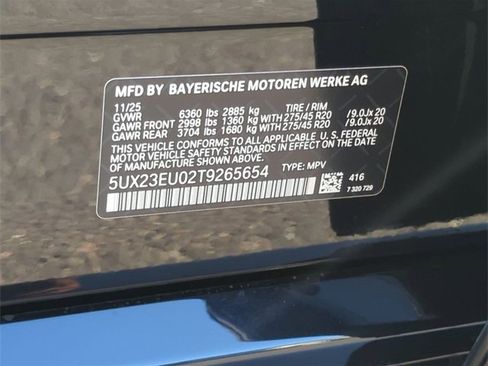 MFD BY BAYERISCHE MOTOREN WERKE AG
11/25
GVWR 6360 lbs 2885 kg TIRE / RIM
GAWR FRONT 2998 lbs 1360 kg WITH 275/45 R20 /9.0Jx 20
GAWR REAR 3704 lbs 1680 kg WITH 275/45 R20 /9.0Jx 20
THIS VEHICLE CONFORMS TO ALL APPLICABLE U.S. FEDERAL
MOTOR VEHICLE SAFETY STANDARDS IN EFFECT ON THE DATE
OF MANUFACTURE SHOWN ABOVE.
5UX23EU02T9265654 TYPE: MPV
416
7 320 729